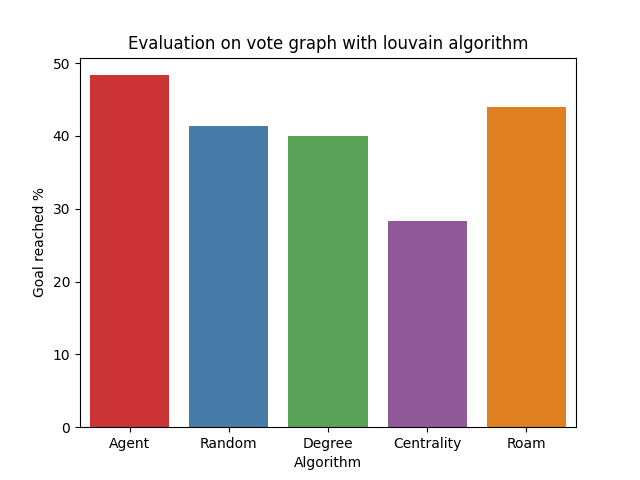 Evaluation on vote graph with louvain algorithm
Goal reached %
50
40
30
20
10
0
Agent
Random
Degree
Centrality
Roam
Algorithm